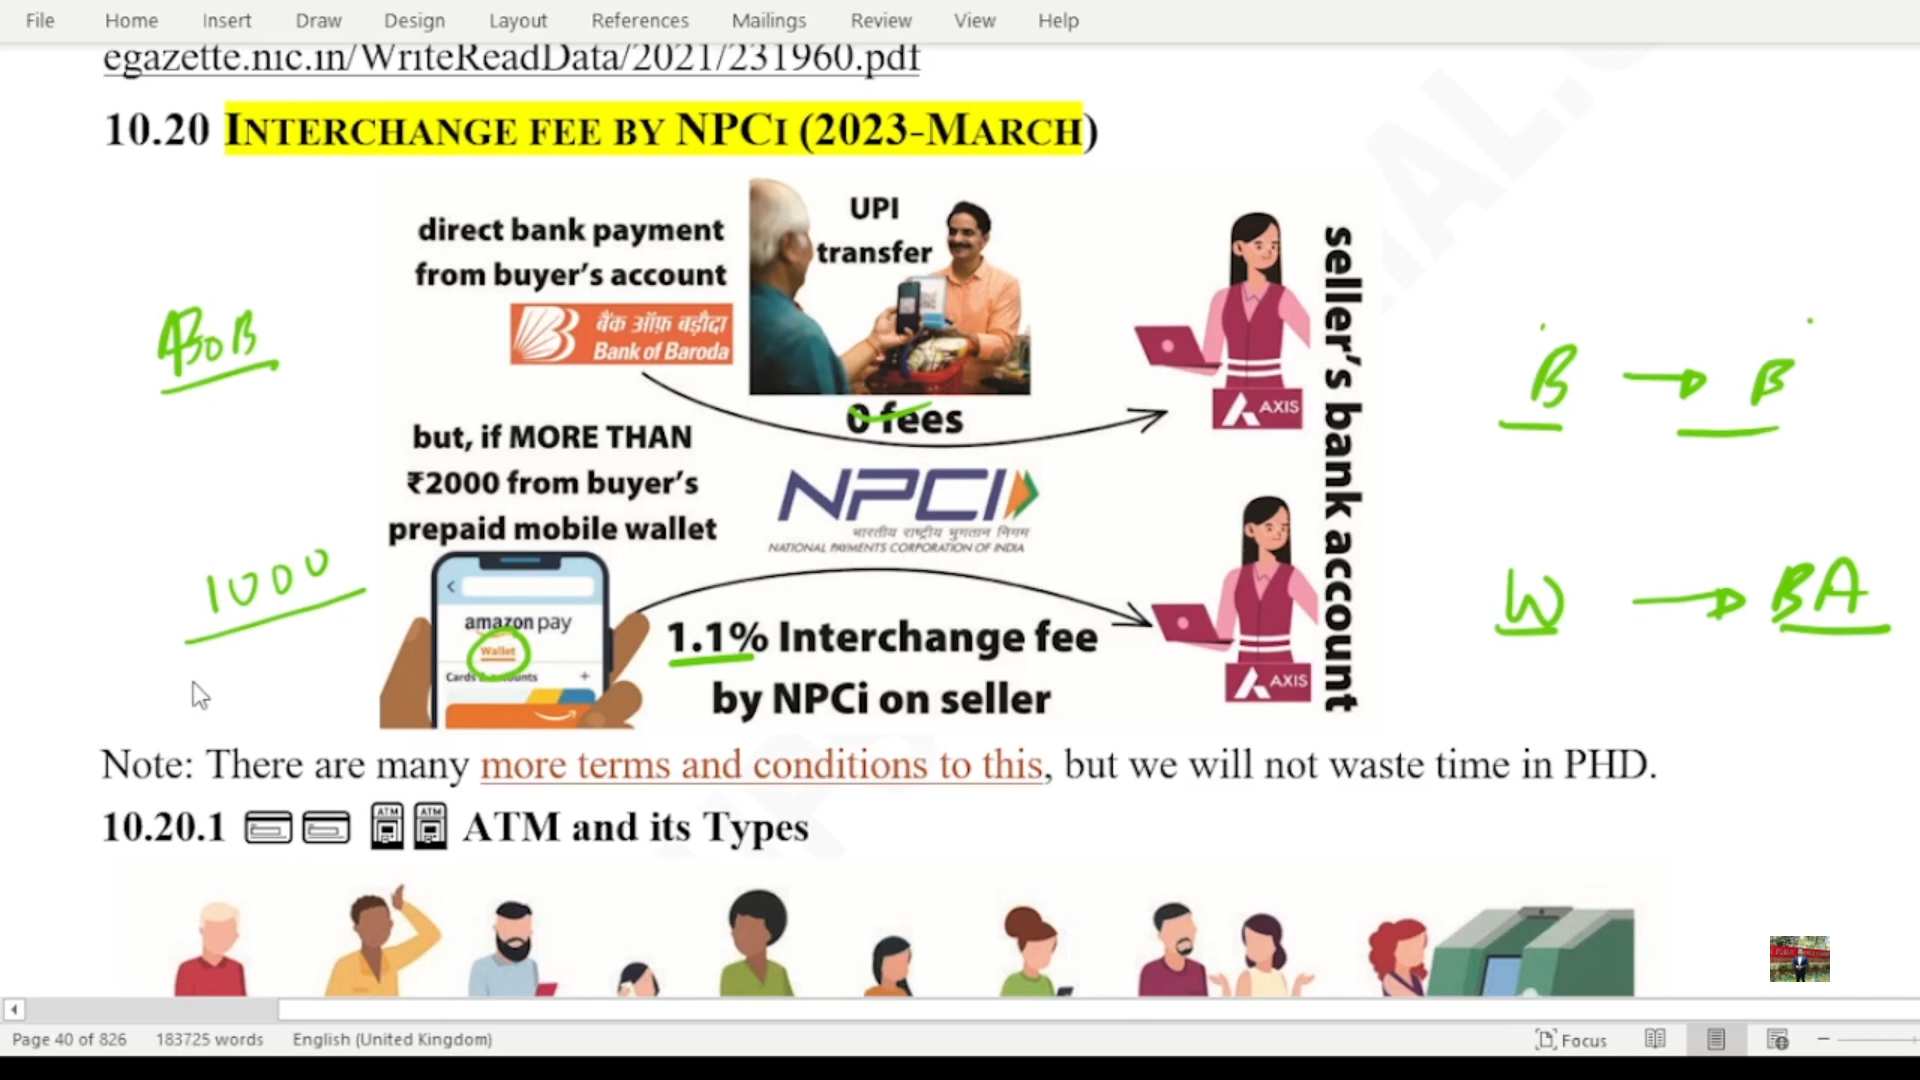 File Home Insert Draw Design Layout References Mailings Review View Help
egazette.nic.in/WriteReadData/2021/231960.pdf
10.20 INTERCHANGE FEE BY NPCI (2023-MARCH)
direct bank payment
from buyer's account
बैंक ऑफ़ बड़ौदा
Bank of Baroda
UPI
transfer
0 fees
AXIS
seller's bank account
BoB
B → B
but, if MORE THAN
₹2000 from buyer's
prepaid mobile wallet
NPCI
भारतीय राष्ट्रीय भुगतान निगम
NATIONAL PAYMENTS CORPORATION OF INDIA
1000
amazon pay
Wallet
+
1.1% Interchange fee
by NPCi on seller
AXIS
W → BA
Note: There are many more terms and conditions to this, but we will not waste time in PHD.
10.20.1 ATM ATM ATM and its Types
Page 40 of 826 183725 words English (United Kingdom) Focus